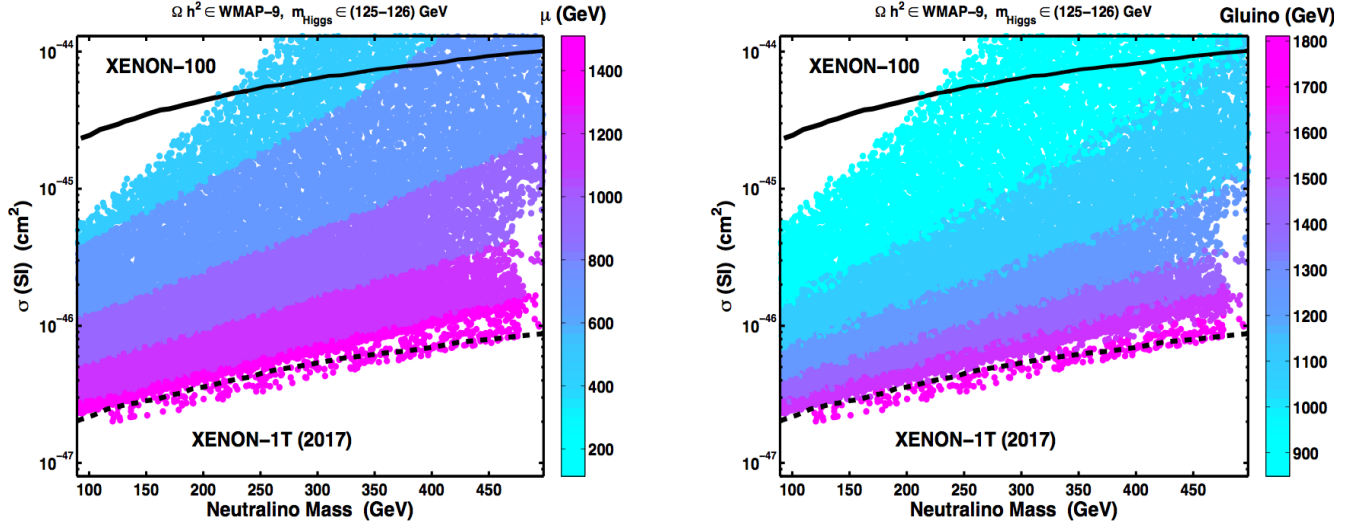 Ω h² ∈ WMAP−9, m_Higgs ∈ (125−126) GeV
μ (GeV)
XENON−100
XENON−1T (2017)
σ (SI) (cm²)
10⁻⁴⁴
10⁻⁴⁵
10⁻⁴⁶
10⁻⁴⁷
100 150 200 250 300 350 400 450
Neutralino Mass (GeV)
1400
1200
1000
800
600
400
200
Ω h² ∈ WMAP−9, m_Higgs ∈ (125−126) GeV
Gluino (GeV)
XENON−100
XENON−1T (2017)
σ (SI) (cm²)
10⁻⁴⁴
10⁻⁴⁵
10⁻⁴⁶
10⁻⁴⁷
100 150 200 250 300 350 400 450
Neutralino Mass (GeV)
1800
1700
1600
1500
1400
1300
1200
1100
1000
900